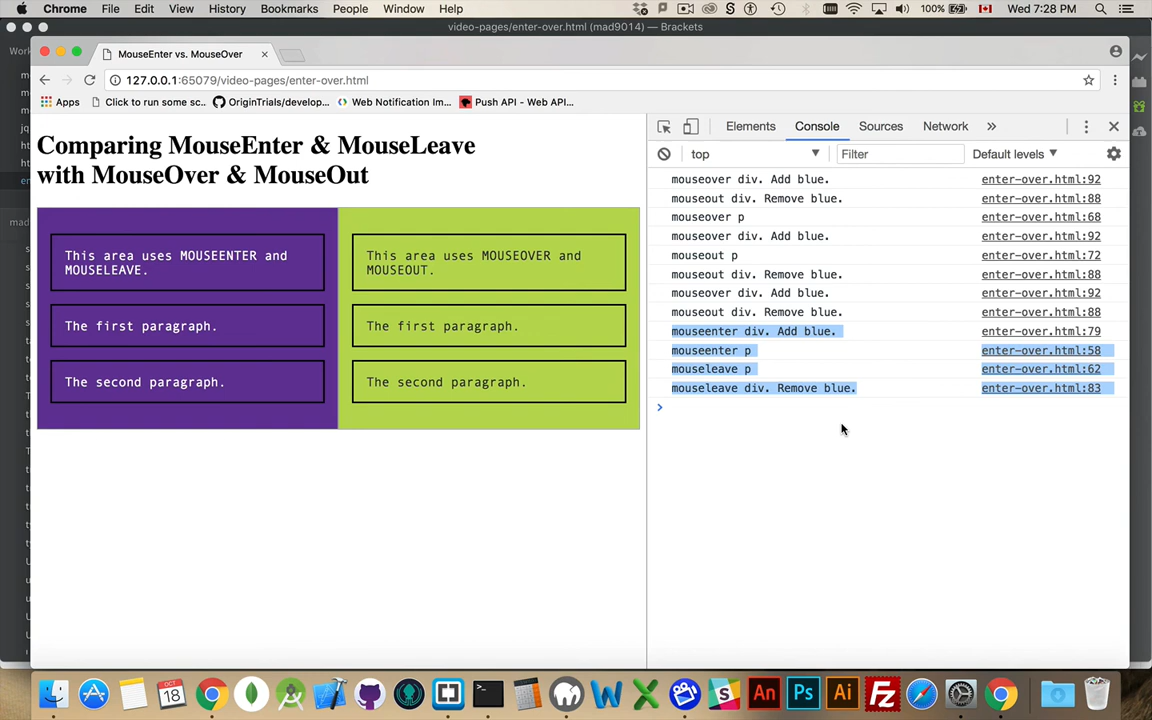 Chrome File Edit View History Bookmarks People Window Help 100% Wed 7:28 PM
video-pages/enter-over.html (mad9014) — Brackets
MouseEnter vs. MouseOver
127.0.0.1:65079/video-pages/enter-over.html
Apps Click to run some sc.. OriginTrials/develop... Web Notification Im... Push API - Web API...
Comparing MouseEnter & MouseLeave
with MouseOver & MouseOut
This area uses MOUSEENTER and
MOUSELEAVE.
The first paragraph.
The second paragraph.
This area uses MOUSEOVER and
MOUSEOUT.
The first paragraph.
The second paragraph.
Elements Console Sources Network »
top Filter Default levels
mouseover div. Add blue. enter-over.html:92
mouseout div. Remove blue. enter-over.html:88
mouseover p enter-over.html:68
mouseover div. Add blue. enter-over.html:92
mouseout p enter-over.html:72
mouseout div. Remove blue. enter-over.html:88
mouseover div. Add blue. enter-over.html:92
mouseout div. Remove blue. enter-over.html:88
mouseenter div. Add blue. enter-over.html:79
mouseenter p enter-over.html:58
mouseleave p enter-over.html:62
mouseleave div. Remove blue. enter-over.html:83
OCT
18
An
Ps
Ai
Fz